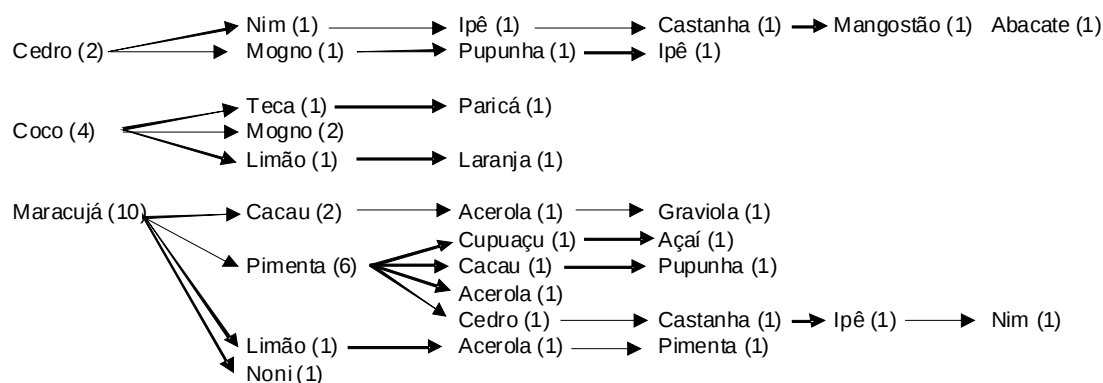 Nim (1) Ipê (1) Castanha (1) Mangostão (1) Abacate (1)
Cedro (2) Mogno (1) Pupunha (1) Ipê (1)
Teca (1) Paricá (1)
Coco (4) Mogno (2)
Limão (1) Laranja (1)
Maracujá (10) Cacau (2) Acerola (1) Graviola (1)
Cupuaçu (1) Açaí (1)
Pimenta (6) Cacau (1) Pupunha (1)
Acerola (1)
Cedro (1) Castanha (1) Ipê (1) Nim (1)
Limão (1) Acerola (1) Pimenta (1)
Noni (1)